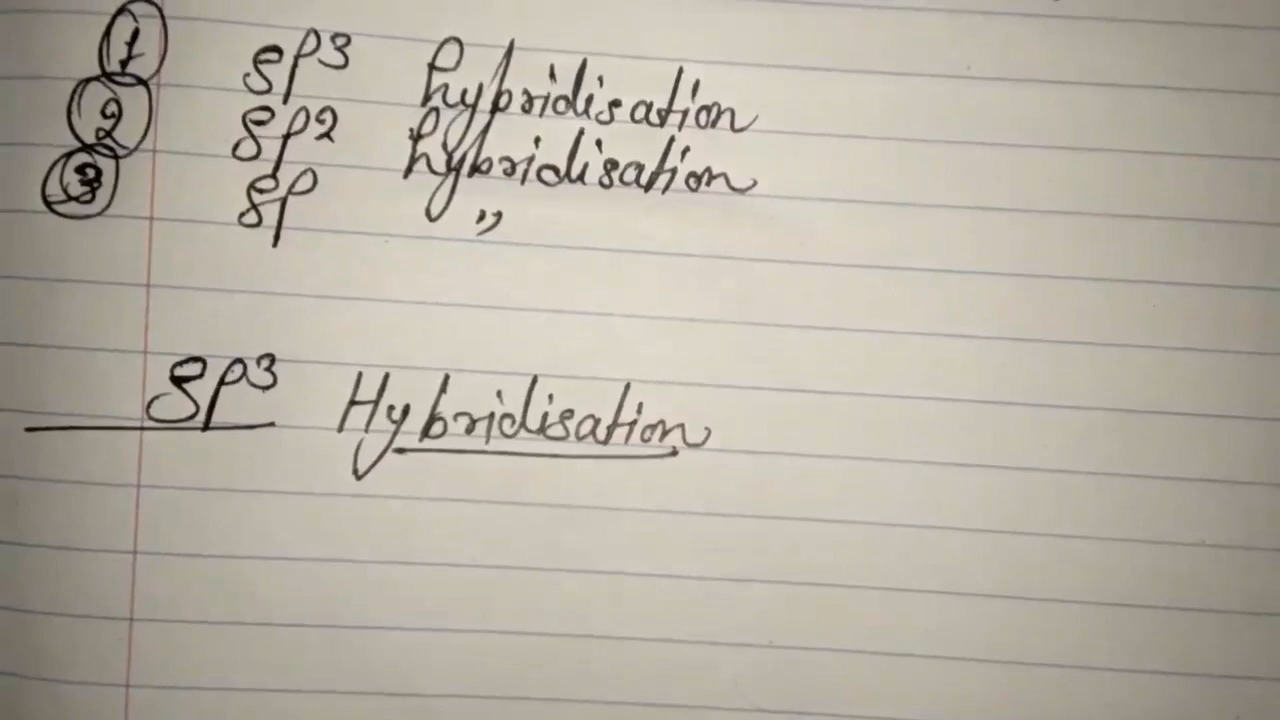 1 SP3 hybridisation
2 SP2 hybridisation
3 SP ”
SP3 Hybridisation